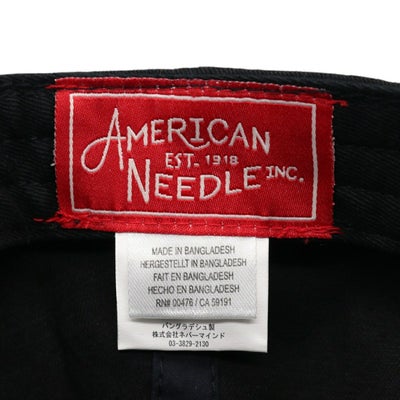 AMERICAN
EST. 1918
NEEDLE INC.
MADE IN BANGLADESH
HERGESTELLT IN BANGLADESH
FAIT EN BANGLADESH
HECHO EN BANGLADESH
RN# 00476 / CA 59191
バングラデシュ製
株式会社ネバーマインド
03-3829-2130